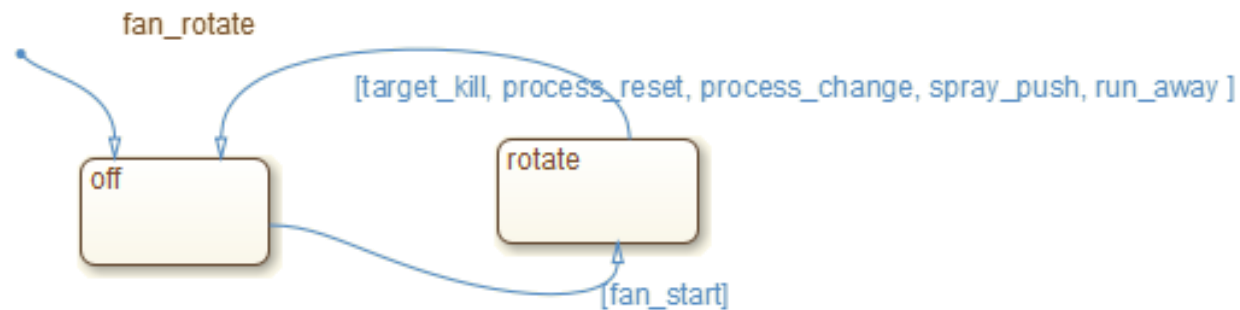 fan_rotate
[target_kill, process_reset, process_change, spray_push, run_away ]
off
rotate
[fan_start]